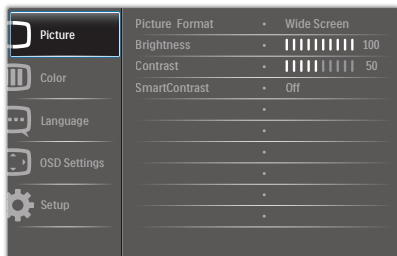 Picture
Color
Language
OSD Settings
Setup
Picture Format • Wide Screen
Brightness • 100
Contrast • 50
SmartContrast • Off
•
•
•
•
•
•